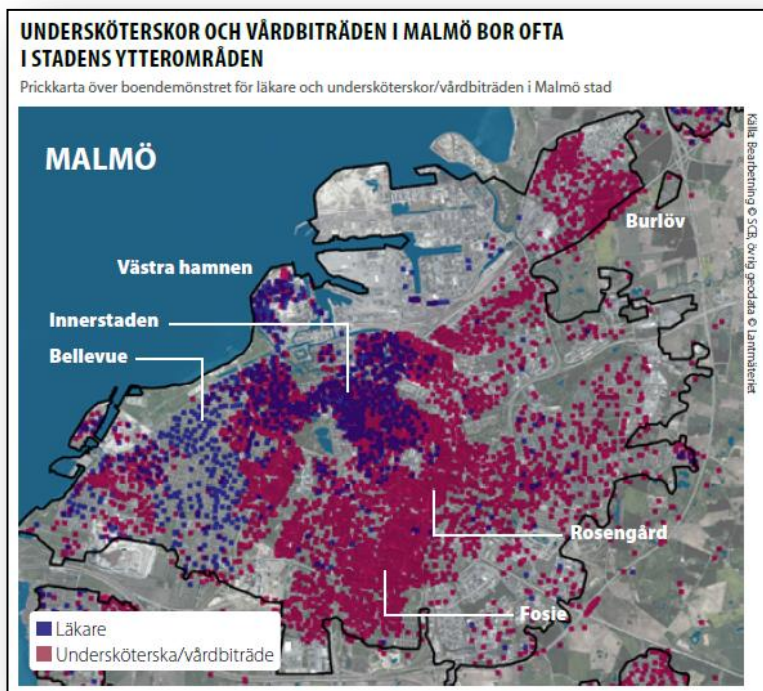 UNDERSKÖTERSKOR OCH VÅRDBITRÄDEN I MALMÖ BOR OFTA
I STADENS YTTEROMRÅDEN
Prickkarta över boendemönstret för läkare och undersköterskor/vårdbiträden i Malmö stad
MALMÖ
Burlöv
Västra hamnen
Innerstaden
Bellevue
Rosengård
Fosie
Läkare
Undersköterska/vårdbiträde
Källa: Bearbetning © SCB, övrig geodata © Lantmäteriet